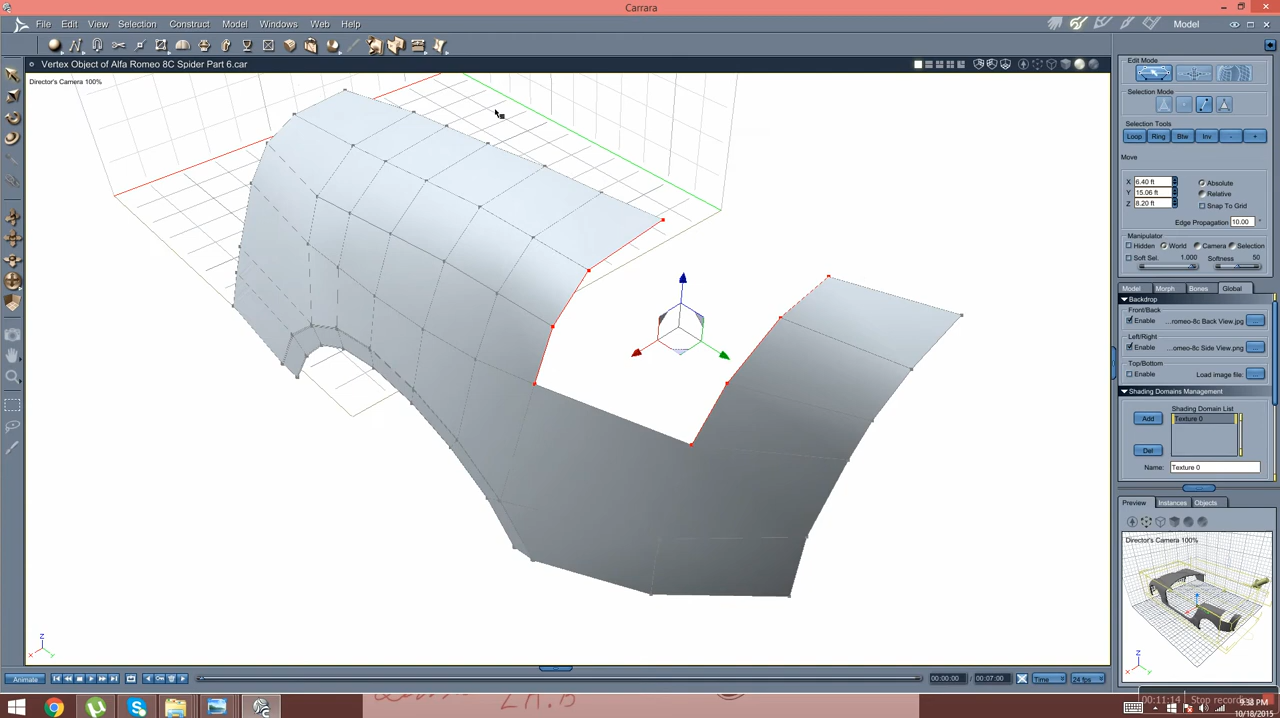 Carrara
File Edit View Selection Construct Model Windows Web Help
Model
Vertex Object of Alfa Romeo 8C Spider Part 6.car
Director's Camera 100%
Edit Mode
Selection Mode
Selection Tools
Loop Ring Btw Inv - +
Move
X 6.40 ft Absolute
Y 15.06 ft Relative
Z 8.20 ft Snap To Grid
Edge Propagation 10.00 °
Manipulator
Hidden World Camera Selection
Soft Sel. 1.000 Softness 50
Model Morph Bones Global
Backdrop
Front/Back
Enable ...romeo-8c Back View.jpg ...
Left/Right
Enable ...omeo-8c Side View.png ...
Top/Bottom
Enable Load image file: ...
Shading Domains Management
Shading Domain List
Add Texture 0
Del
Name: Texture 0
Preview Instances Objects
Director's Camera 100%
Z
X Y
Z
X Y
Animate 00:00:00 00:07:00 Time 24 fps
00:11:14 Stop recording
10/18/2015